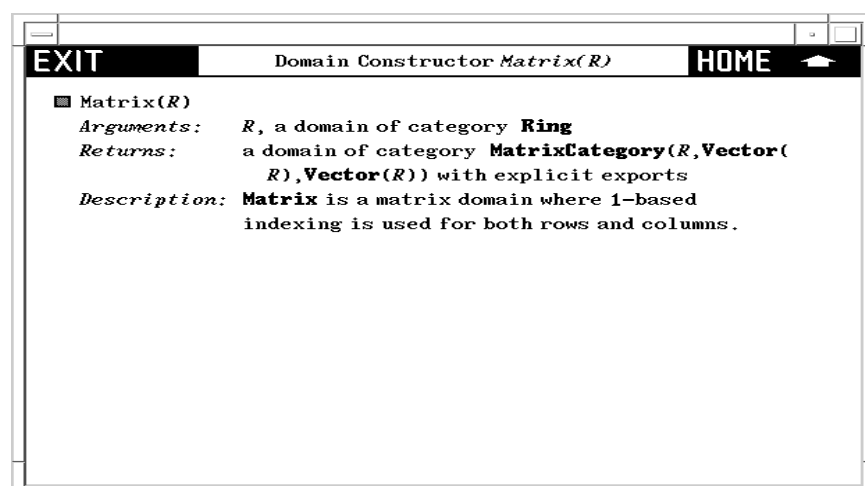 EXIT Domain Constructor Matrix(R) HOME
Matrix(R)
Arguments: R, a domain of category Ring
Returns: a domain of category MatrixCategory(R,Vector(
R),Vector(R)) with explicit exports
Description: Matrix is a matrix domain where 1-based
indexing is used for both rows and columns.